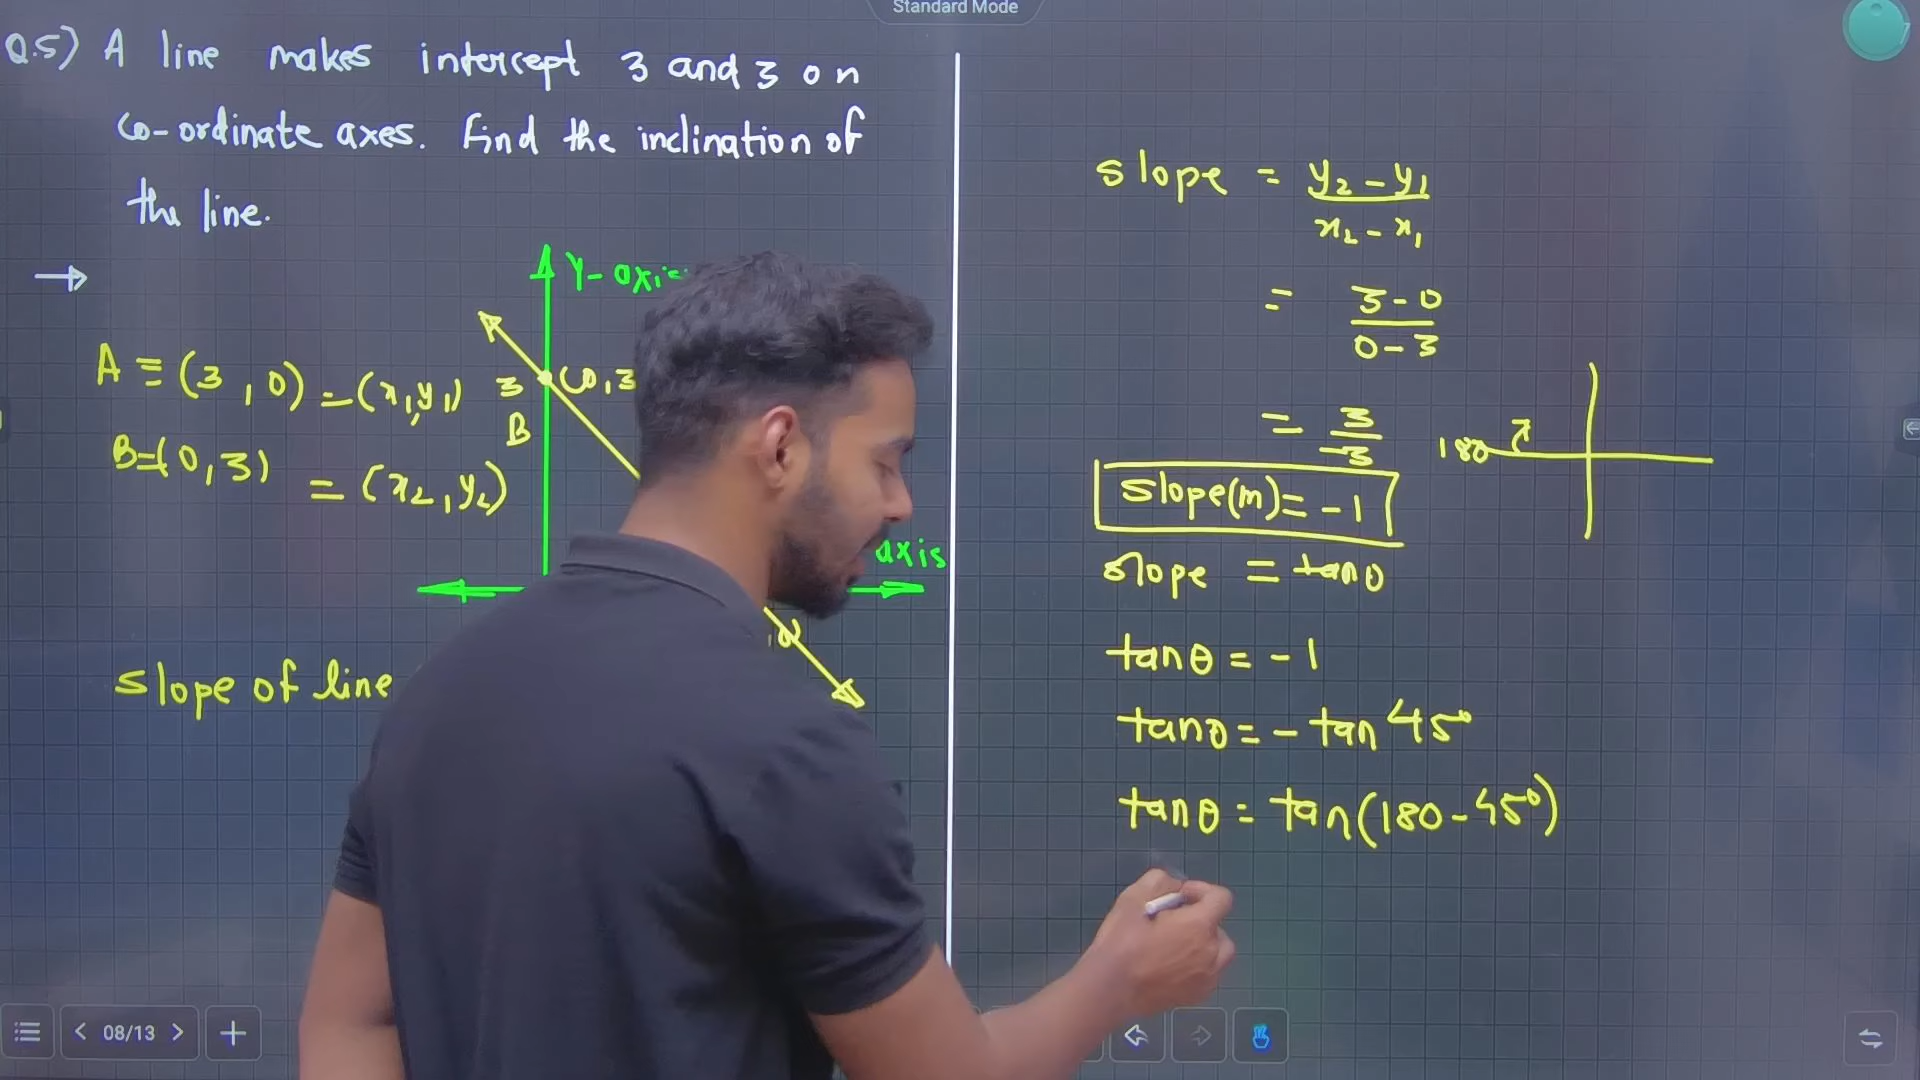 Standard Mode
Q.5) A line makes intercept 3 and 3 on
co-ordinate axes. Find the inclination of
the line.
Y-axis
A ≡ (3, 0) = (x₁, y₁)
3 (0, 3
B
B = (0, 3) = (x₂, y₂)
axis
slope of line
slope = y₂ - y₁ / x₂ - x₁
= 3 - 0 / 0 - 3
= 3 / -3
180
slope(m) = -1
slope = tanθ
tanθ = -1
tanθ = - tan 45°
tanθ = tan(180 - 45°)
08/13